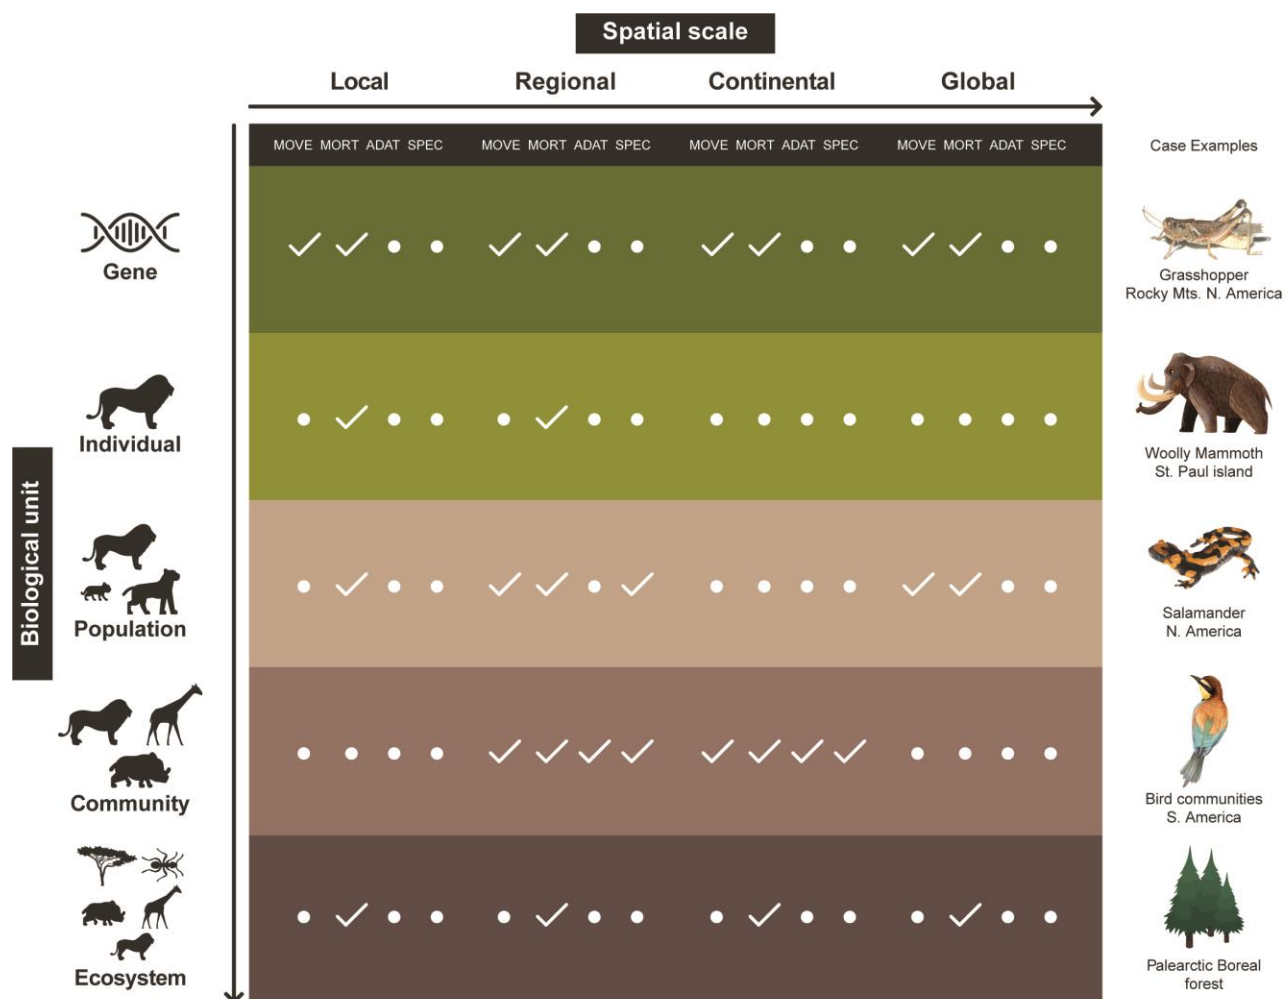 Spatial scale
Local Regional Continental Global
MOVE MORT ADAT SPEC MOVE MORT ADAT SPEC MOVE MORT ADAT SPEC MOVE MORT ADAT SPEC Case Examples
Gene
Grasshopper
Rocky Mts. N. America
Individual
Woolly Mammoth
St. Paul island
Biological unit
Population
Salamander
N. America
Community
Bird communities
S. America
Ecosystem
Palearctic Boreal
forest